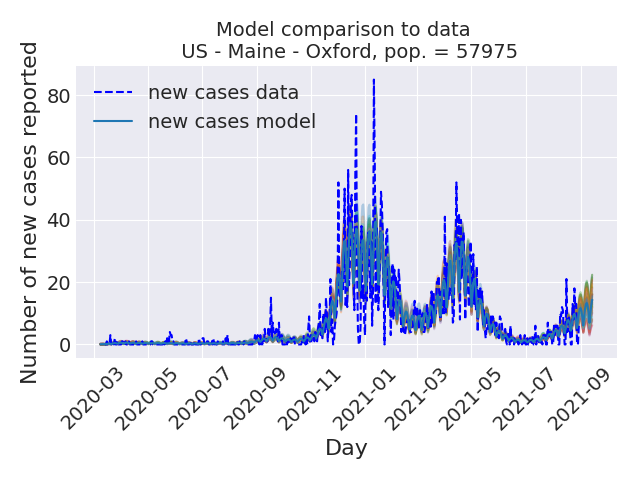 Model comparison to data
US - Maine - Oxford, pop. = 57975
new cases data
new cases model
Number of new cases reported
80
60
40
20
0
2020-03
2020-05
2020-07
2020-09
2020-11
2021-01
2021-03
2021-05
2021-07
2021-09
Day